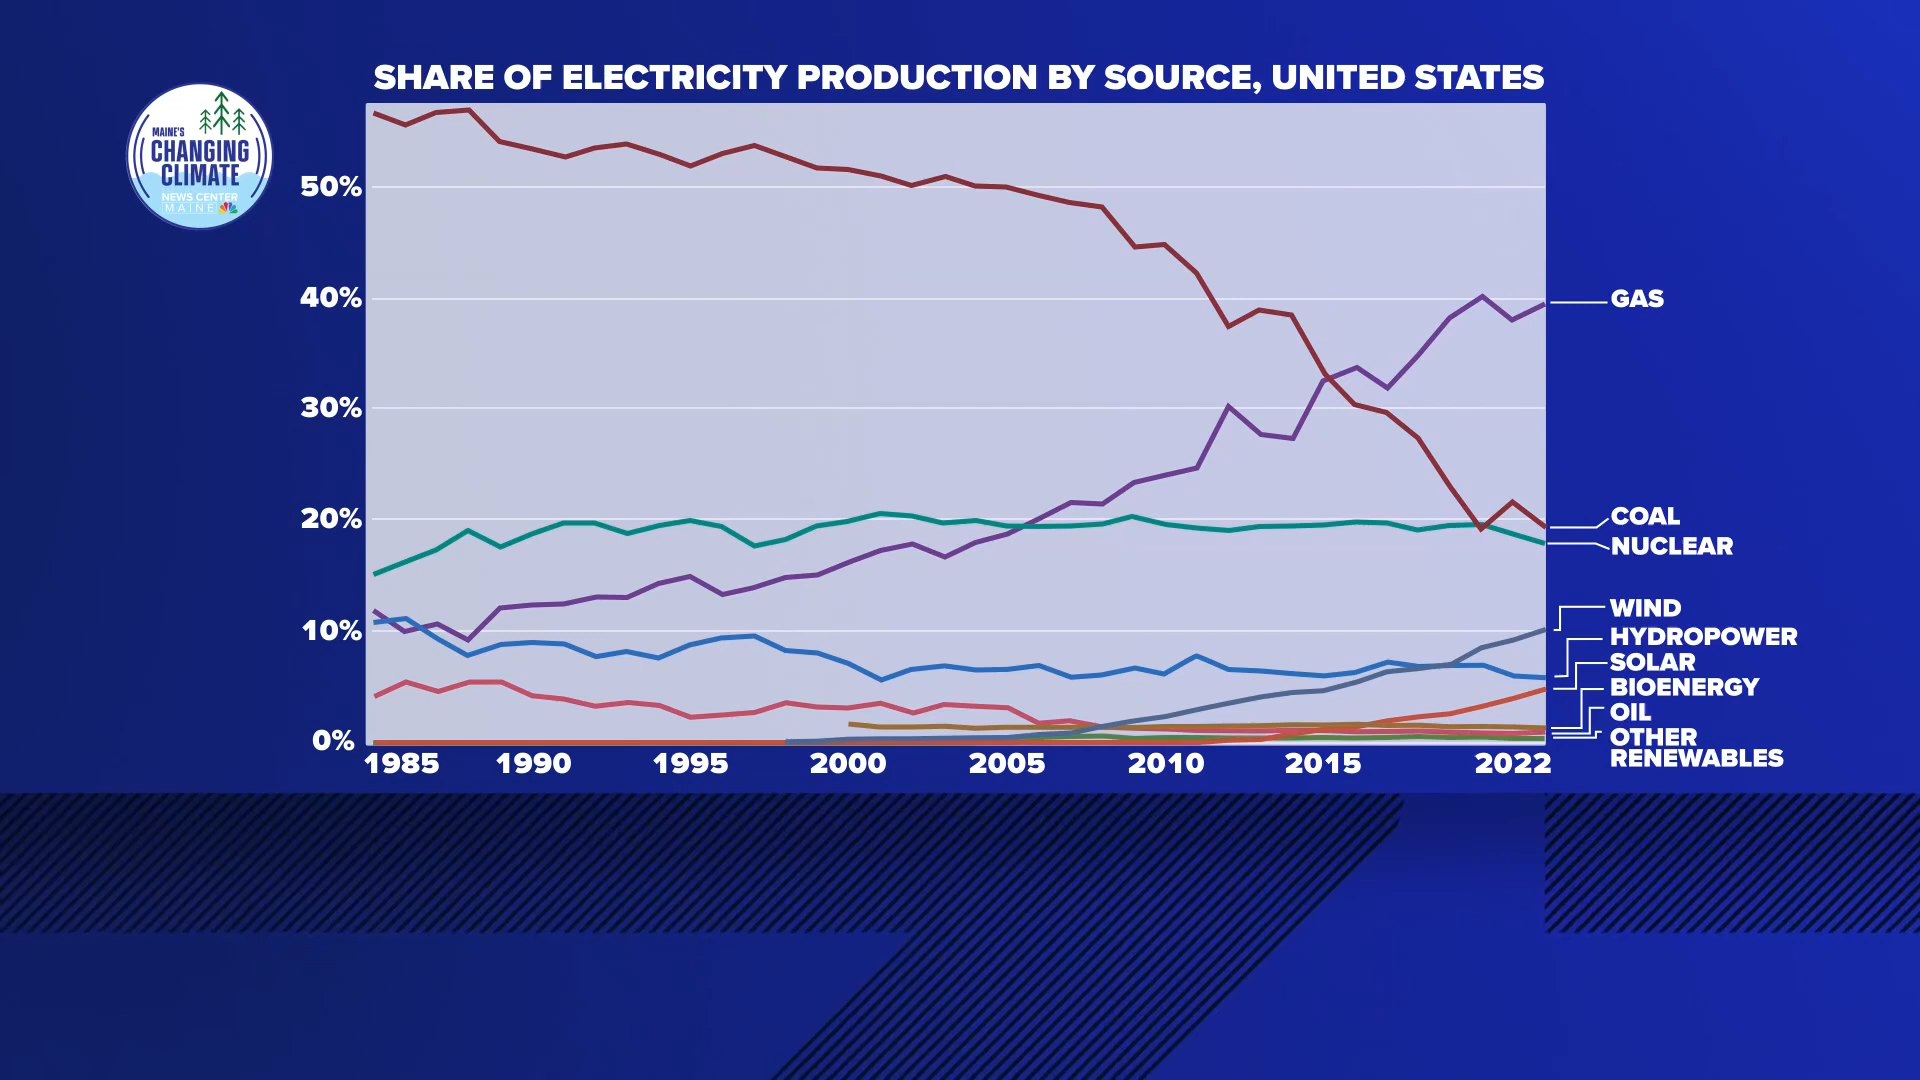 SHARE OF ELECTRICITY PRODUCTION BY SOURCE, UNITED STATES
MAINE'S
CHANGING
CLIMATE
NEWS CENTER
MAINE
50%
40%
30%
20%
10%
0%
1985 1990 1995 2000 2005 2010 2015 2022
GAS
COAL
NUCLEAR
WIND
HYDROPOWER
SOLAR
BIOENERGY
OIL
OTHER
RENEWABLES